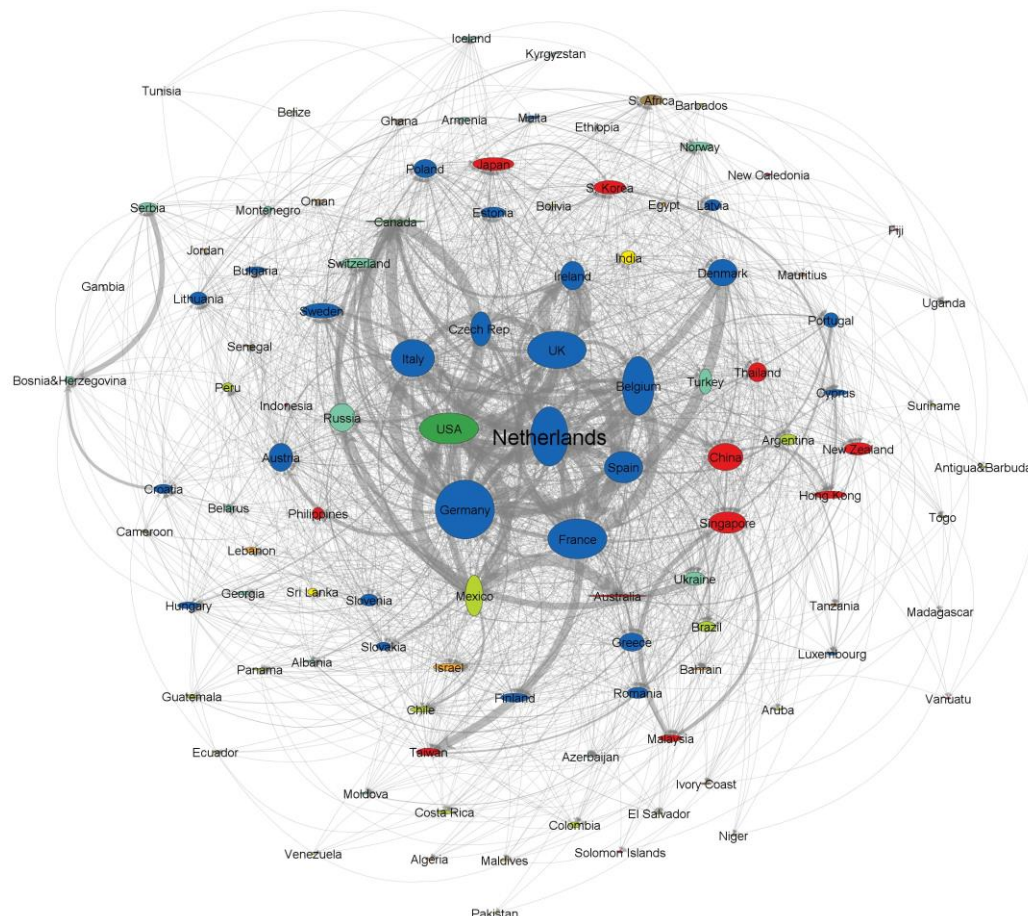 Iceland
Kyrgyzstan
Tunisia
Belize
Ghana
Armenia
Malta
Ethiopia
S. Africa
Barbados
Norway
Poland
Japan
New Caledonia
S. Korea
Serbia
Montenegro
Oman
Canada
Estonia
Bolivia
Egypt
Latvia
Fiji
Jordan
Switzerland
India
Bulgaria
Ireland
Denmark
Mauritius
Gambia
Lithuania
Sweden
Uganda
Czech Rep
Portugal
Senegal
Italy
UK
Bosnia&Herzegovina
Peru
Belgium
Turkey
Thailand
Cyprus
Indonesia
Russia
Suriname
USA
Netherlands
Argentina
New Zealand
Austria
China
Spain
Antigua&Barbuda
Croatia
Hong Kong
Belarus
Philippines
Germany
Singapore
Togo
Cameroon
France
Lebanon
Ukraine
Georgia
Sri Lanka
Slovenia
Mexico
Australia
Hungary
Tanzania
Madagascar
Brazil
Slovakia
Greece
Luxembourg
Albania
Panama
Israel
Bahrain
Guatemala
Finland
Romania
Vanuatu
Chile
Aruba
Ecuador
Taiwan
Malaysia
Azerbaijan
Moldova
Ivory Coast
Costa Rica
El Salvador
Colombia
Niger
Venezuela
Algeria
Maldives
Solomon Islands
Pakistan